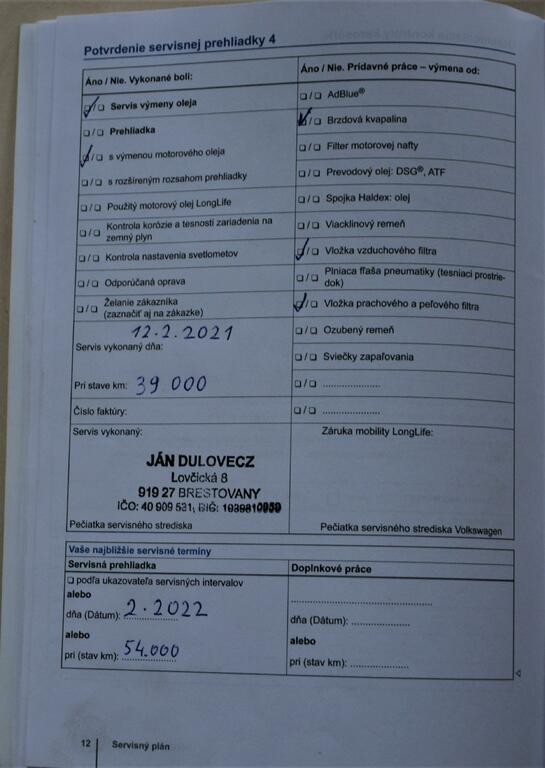 Potvrdenie servisnej prehliadky 4
Áno / Nie. Vykonané boli:
❑/❑ Servis výmeny oleja
❑/❑ Prehliadka
❑/❑ s výmenou motorového oleja
❑/❑ s rozšíreným rozsahom prehliadky
❑/❑ Použitý motorový olej LongLife
❑/❑ Kontrola korózie a tesnosti zariadenia na
zemný plyn
❑/❑ Kontrola nastavenia svetlometov
❑/❑ Odporúčaná oprava
❑/❑ Želanie zákazníka
(zaznačiť aj na zákazke)
12.2.2021
Servis vykonaný dňa:
Pri stave km: 39 000
Číslo faktúry:
Servis vykonaný:
JÁN DULOVECZ
Lovčická 8
919 27 BRESTOVANY
IČO: 40 909 531,
Pečiatka servisného strediska
Áno / Nie. Prídavné práce – výmena od:
❑/❑ AdBlue®
❑/❑ Brzdová kvapalina
❑/❑ Filter motorovej nafty
❑/❑ Prevodový olej: DSG®, ATF
❑/❑ Spojka Haldex: olej
❑/❑ Viacklinový remeň
❑/❑ Vložka vzduchového filtra
❑/❑ Plniaca fľaša pneumatiky (tesniaci prostrie-
dok)
❑/❑ Vložka prachového a peľového filtra
❑/❑ Ozubený remeň
❑/❑ Sviečky zapaľovania
❑/❑ .....................
❑/❑ .....................
Záruka mobility LongLife:
Pečiatka servisného strediska Volkswagen
Vaše najbližšie servisné termíny
Servisná prehliadka
❑ podľa ukazovateľa servisných intervalov
alebo
dňa (Dátum): 2.2022
alebo
pri (stav km): 54.000
Doplnkové práce
..................................................
dňa (Dátum): .....................
alebo
pri (stav km): .....................
12
Servisný plán